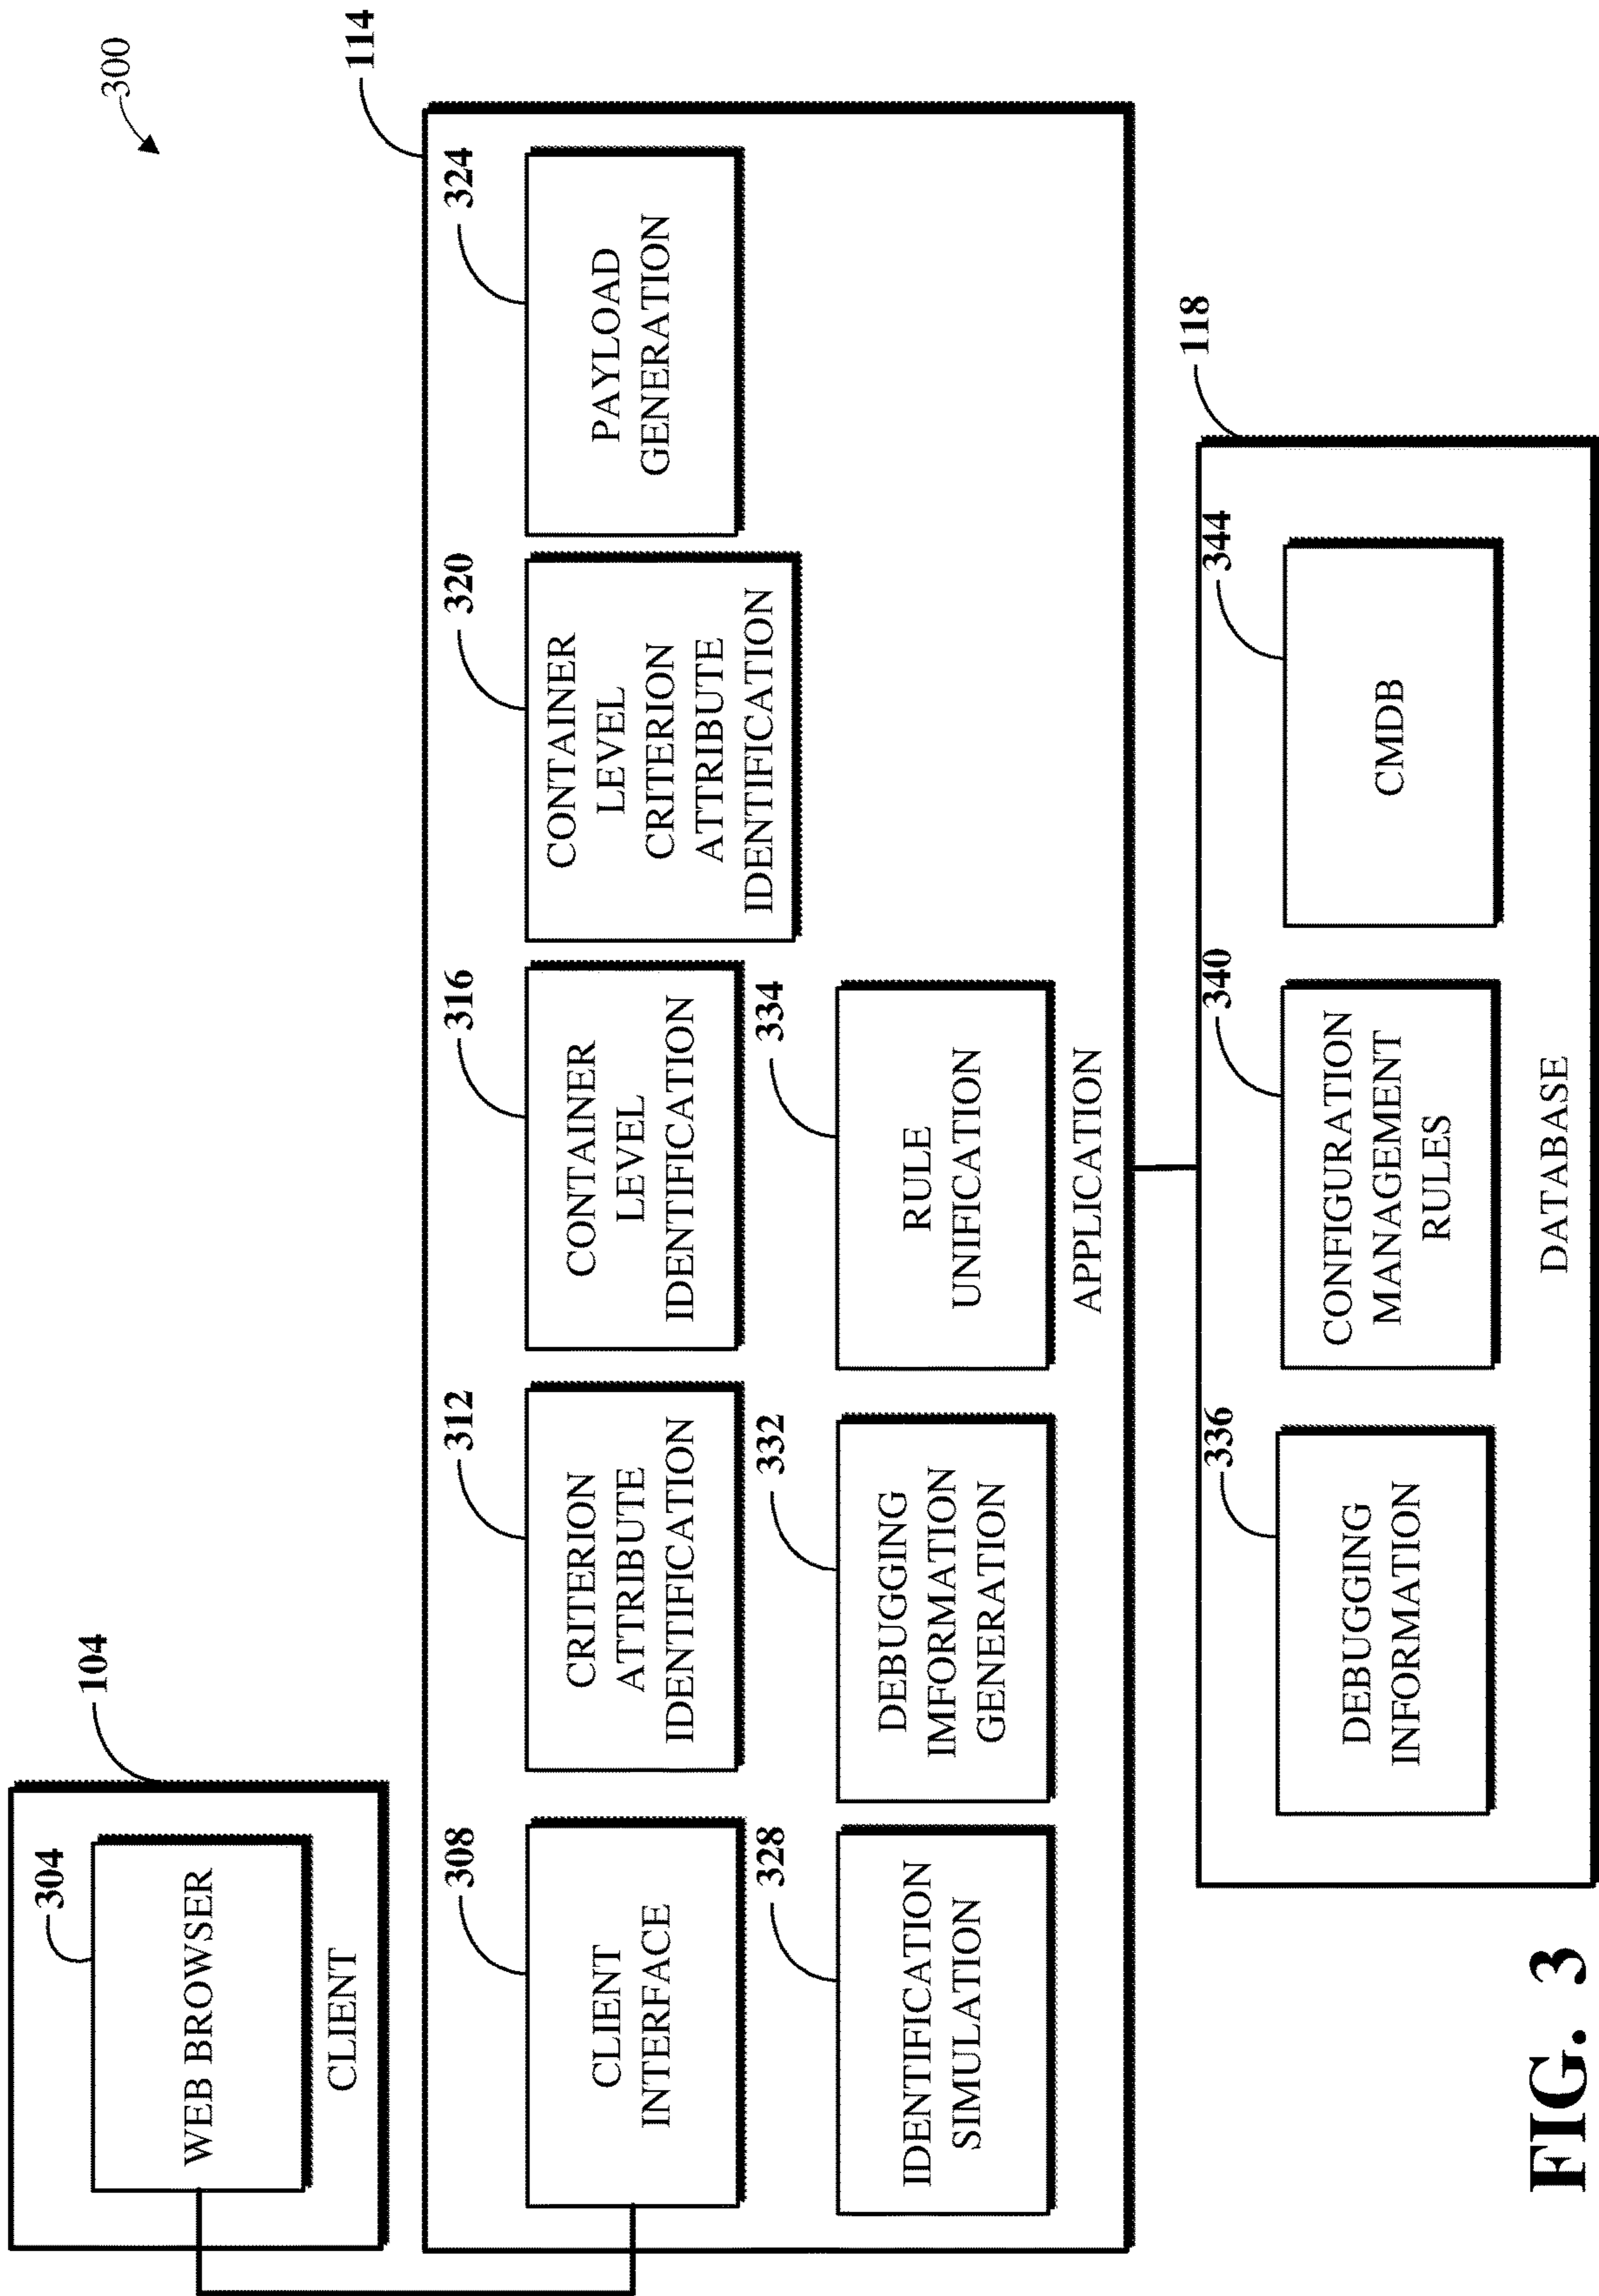 300
104
304
WEB BROWSER
CLIENT
114
308
CLIENT
INTERFACE
312
CRITERION
ATTRIBUTE
IDENTIFICATION
316
CONTAINER
LEVEL
IDENTIFICATION
320
CONTAINER
LEVEL
CRITERION
ATTRIBUTE
IDENTIFICATION
324
PAYLOAD
GENERATION
328
IDENTIFICATION
SIMULATION
332
DEBUGGING
IMFORMATION
GENERATION
334
RULE
UNIFICATION
APPLICATION
118
336
DEBUGGING
INFORMATION
340
CONFIGURATION
MANAGEMENT
RULES
344
CMDB
DATABASE
FIG. 3